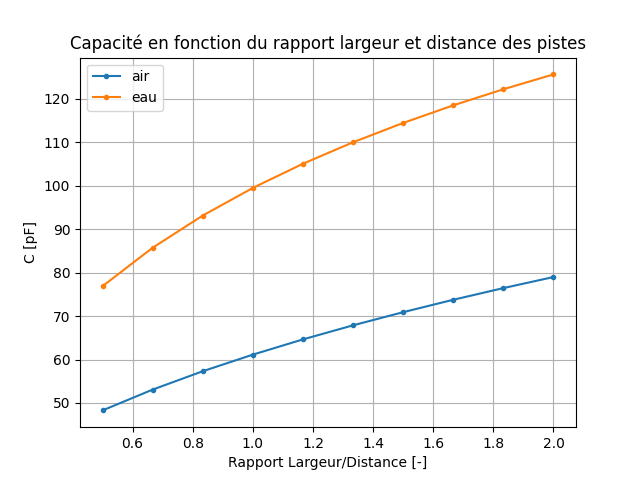 Capacité en fonction du rapport largeur et distance des pistes
air
eau
120
110
100
90
80
70
60
50
C [pF]
0.6 0.8 1.0 1.2 1.4 1.6 1.8 2.0
Rapport Largeur/Distance [-]